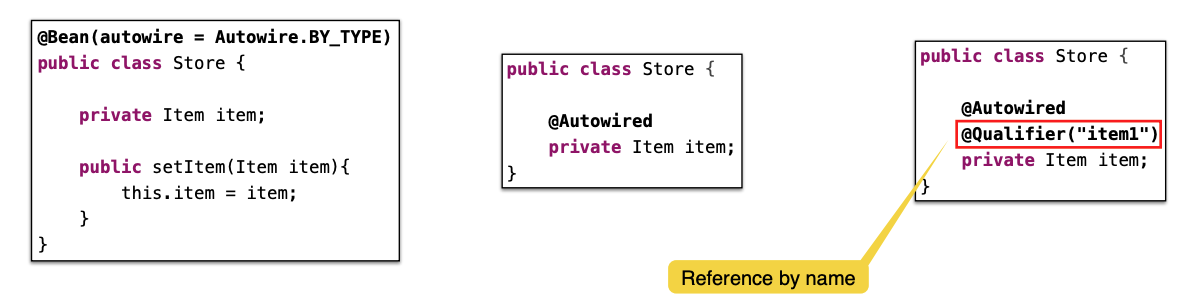 @Bean(autowire = Autowire.BY_TYPE)
public class Store {
private Item item;
public setItem(Item item){
this.item = item;
}
}
public class Store {
@Autowired
private Item item;
}
public class Store {
@Autowired
@Qualifier("item1")
private Item item;
}
Reference by name